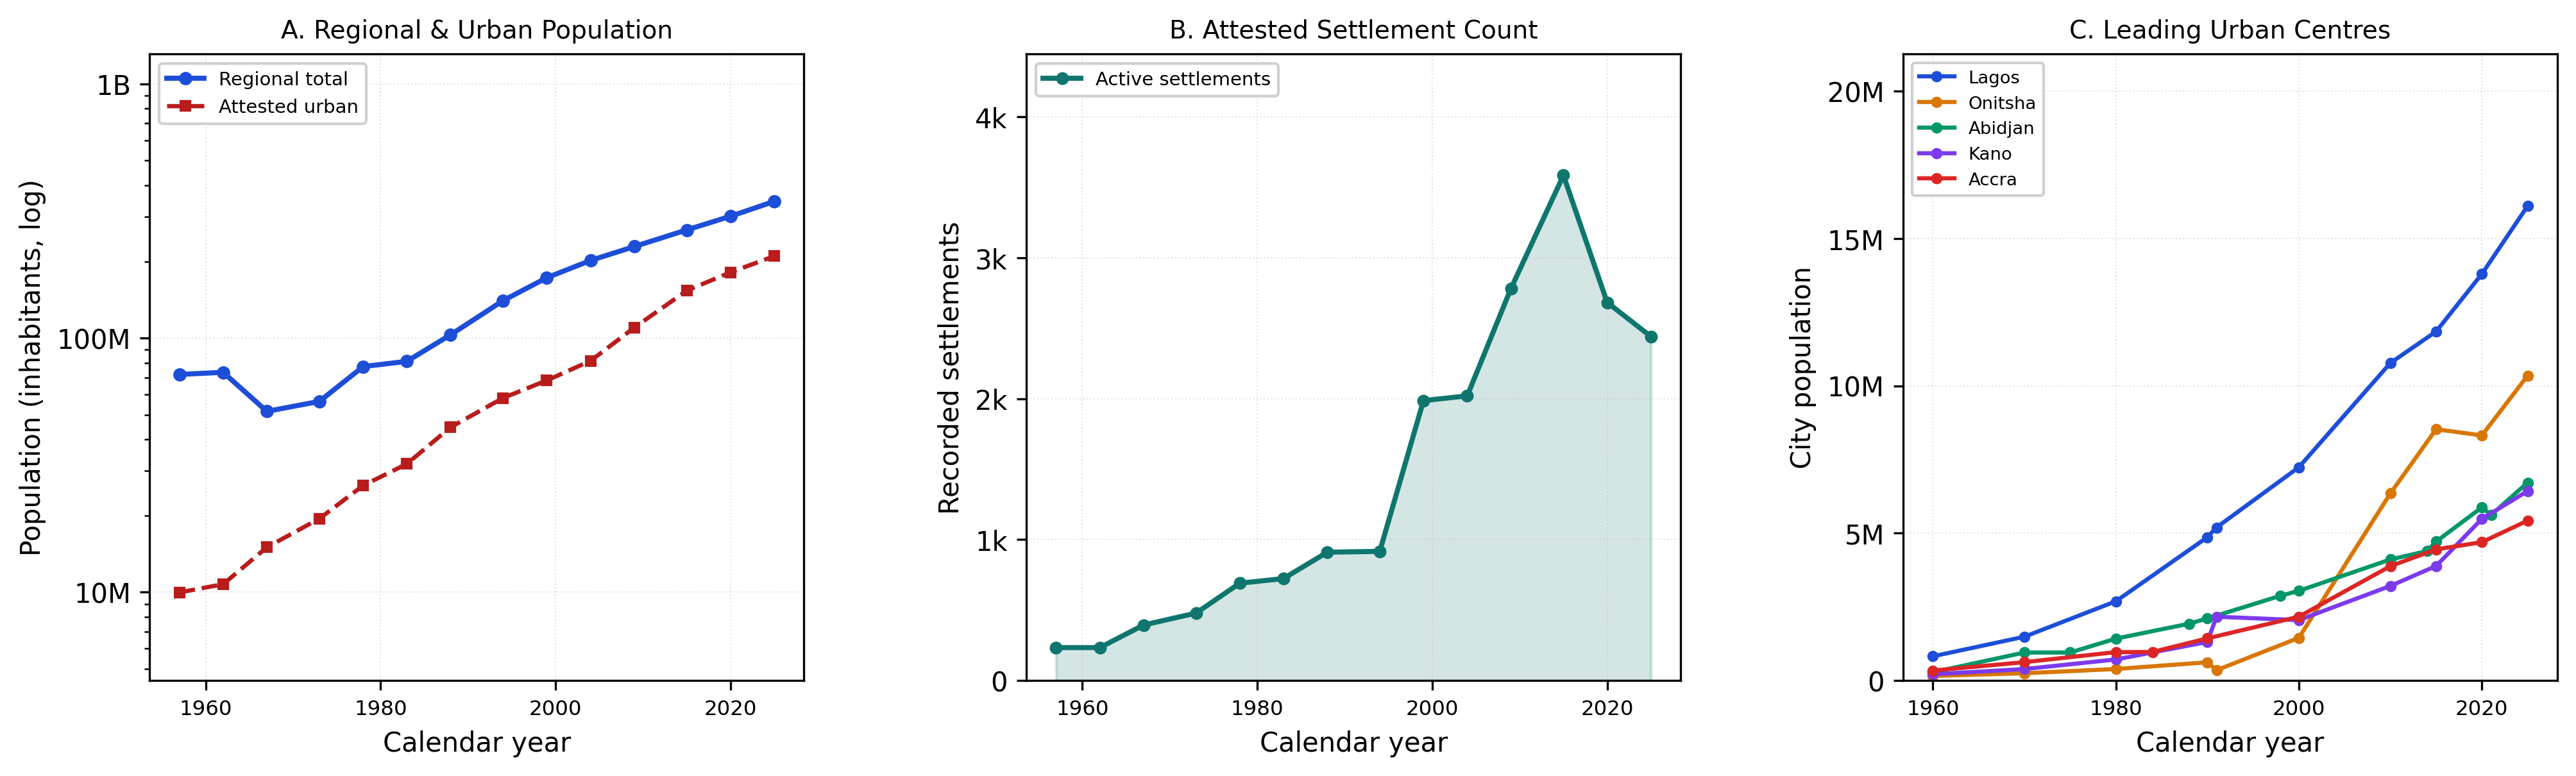 A. Regional & Urban Population
Regional total
Attested urban
Population (inhabitants, log)
1B
100M
10M
1960 1980 2000 2020
Calendar year
B. Attested Settlement Count
Active settlements
Recorded settlements
4k
3k
2k
1k
0
1960 1980 2000 2020
Calendar year
C. Leading Urban Centres
Lagos
Onitsha
Abidjan
Kano
Accra
City population
20M
15M
10M
5M
0
1960 1980 2000 2020
Calendar year